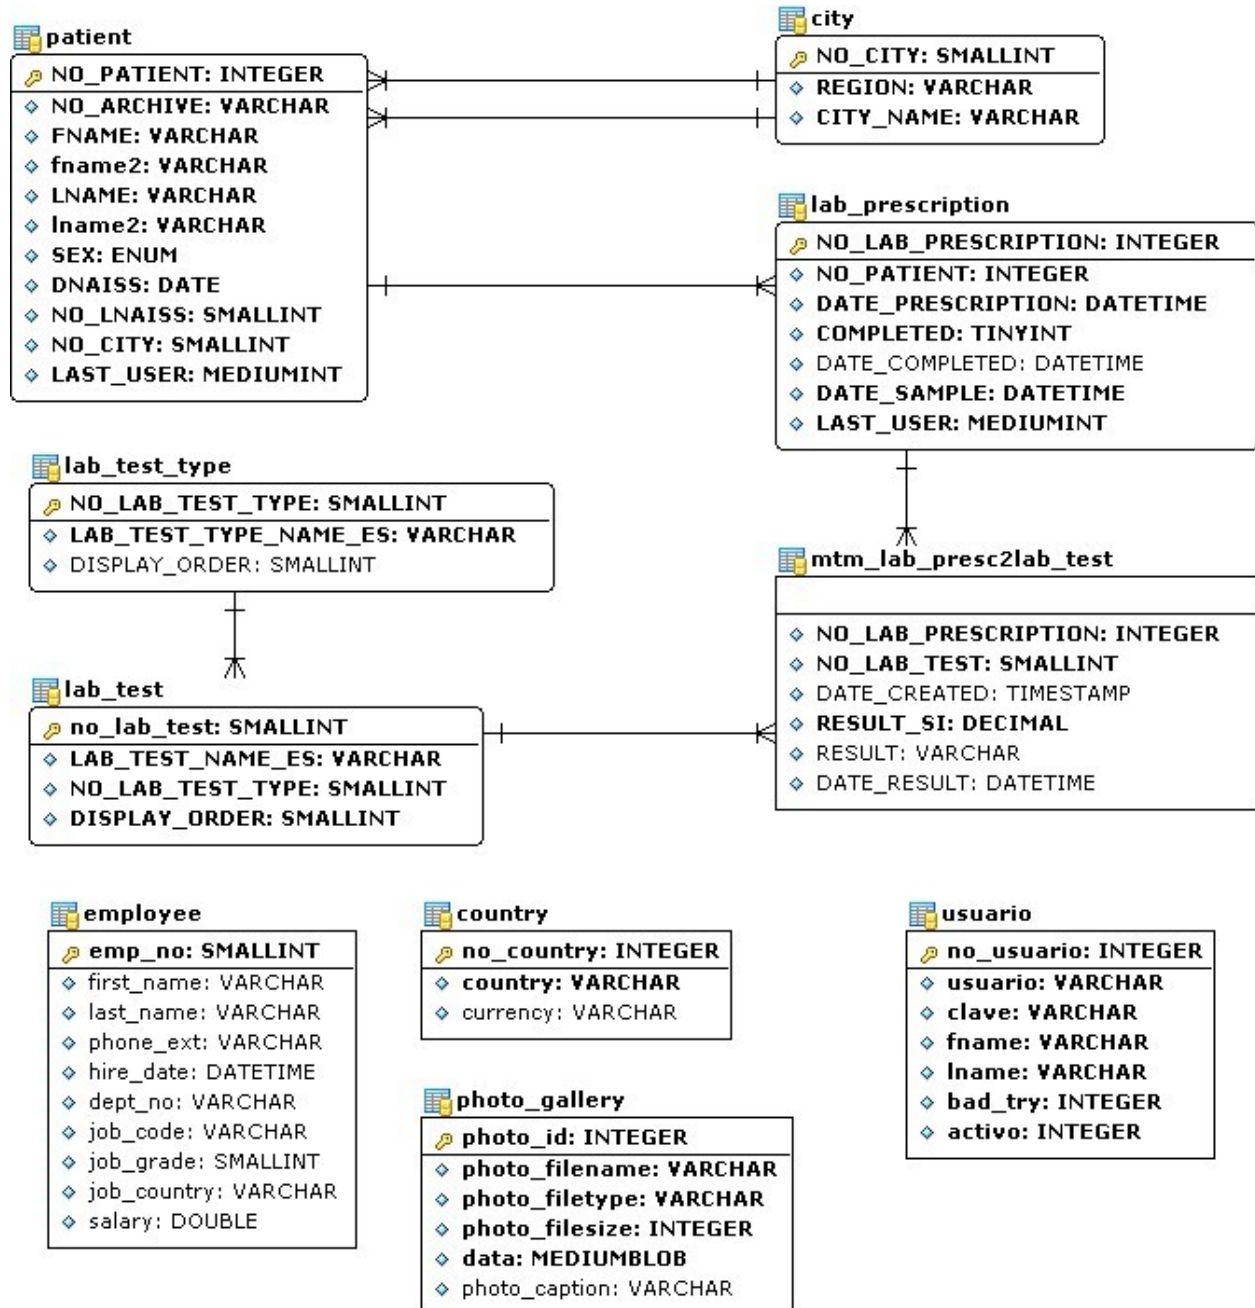 patient
NO_PATIENT: INTEGER
NO_ARCHIVE: VARCHAR
FNAME: VARCHAR
fname2: VARCHAR
LNAME: VARCHAR
lname2: VARCHAR
SEX: ENUM
DNAISS: DATE
NO_LNAISS: SMALLINT
NO_CITY: SMALLINT
LAST_USER: MEDIUMINT
city
NO_CITY: SMALLINT
REGION: VARCHAR
CITY_NAME: VARCHAR
lab_prescription
NO_LAB_PRESCRIPTION: INTEGER
NO_PATIENT: INTEGER
DATE_PRESCRIPTION: DATETIME
COMPLETED: TINYINT
DATE_COMPLETED: DATETIME
DATE_SAMPLE: DATETIME
LAST_USER: MEDIUMINT
lab_test_type
NO_LAB_TEST_TYPE: SMALLINT
LAB_TEST_TYPE_NAME_ES: VARCHAR
DISPLAY_ORDER: SMALLINT
mtm_lab_presc2lab_test
NO_LAB_PRESCRIPTION: INTEGER
NO_LAB_TEST: SMALLINT
DATE_CREATED: TIMESTAMP
RESULT_SI: DECIMAL
RESULT: VARCHAR
DATE_RESULT: DATETIME
lab_test
no_lab_test: SMALLINT
LAB_TEST_NAME_ES: VARCHAR
NO_LAB_TEST_TYPE: SMALLINT
DISPLAY_ORDER: SMALLINT
employee
emp_no: SMALLINT
first_name: VARCHAR
last_name: VARCHAR
phone_ext: VARCHAR
hire_date: DATETIME
dept_no: VARCHAR
job_code: VARCHAR
job_grade: SMALLINT
job_country: VARCHAR
salary: DOUBLE
country
no_country: INTEGER
country: VARCHAR
currency: VARCHAR
photo_gallery
photo_id: INTEGER
photo_filename: VARCHAR
photo_filetype: VARCHAR
photo_filesize: INTEGER
data: MEDIUMBLOB
photo_caption: VARCHAR
usuario
no_usuario: INTEGER
usuario: VARCHAR
clave: VARCHAR
fname: VARCHAR
lname: VARCHAR
bad_try: INTEGER
activo: INTEGER